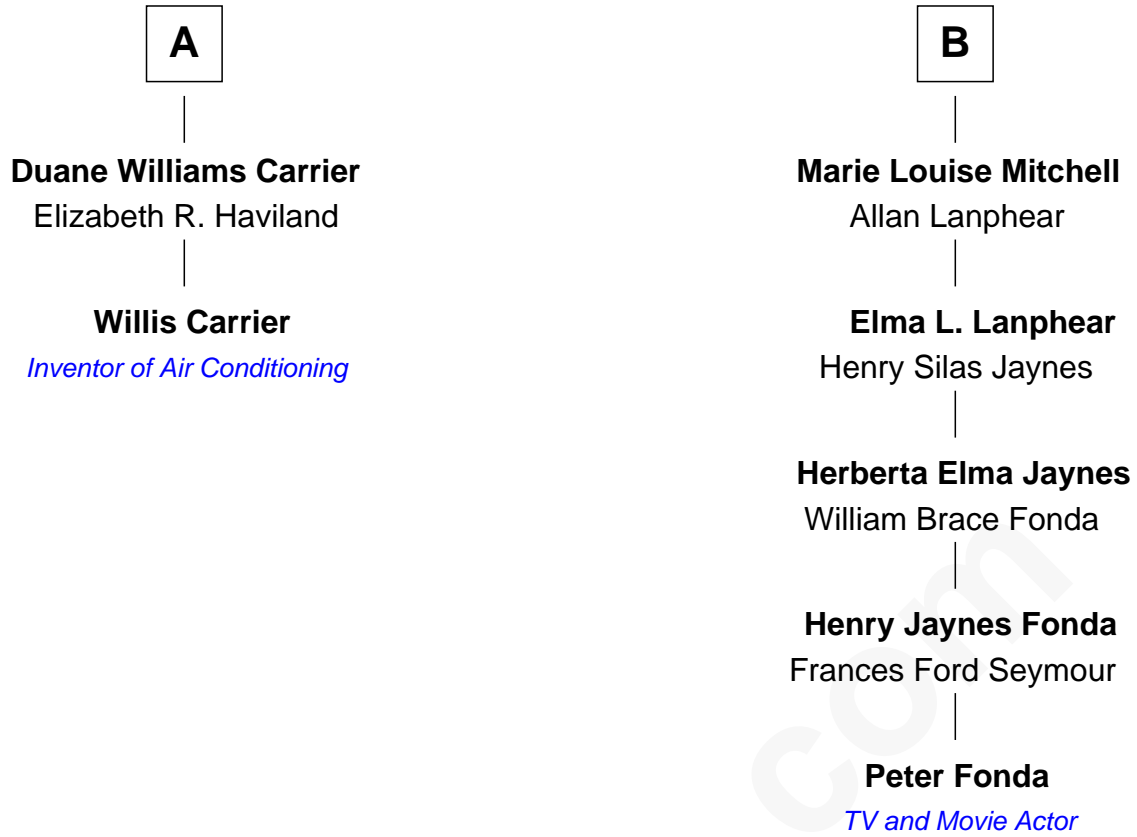 A
Duane Williams Carrier
Elizabeth R. Haviland
Willis Carrier
Inventor of Air Conditioning
B
Marie Louise Mitchell
Allan Lanphear
Elma L. Lanphear
Henry Silas Jaynes
Herberta Elma Jaynes
William Brace Fonda
Henry Jaynes Fonda
Frances Ford Seymour
Peter Fonda
TV and Movie Actor
com